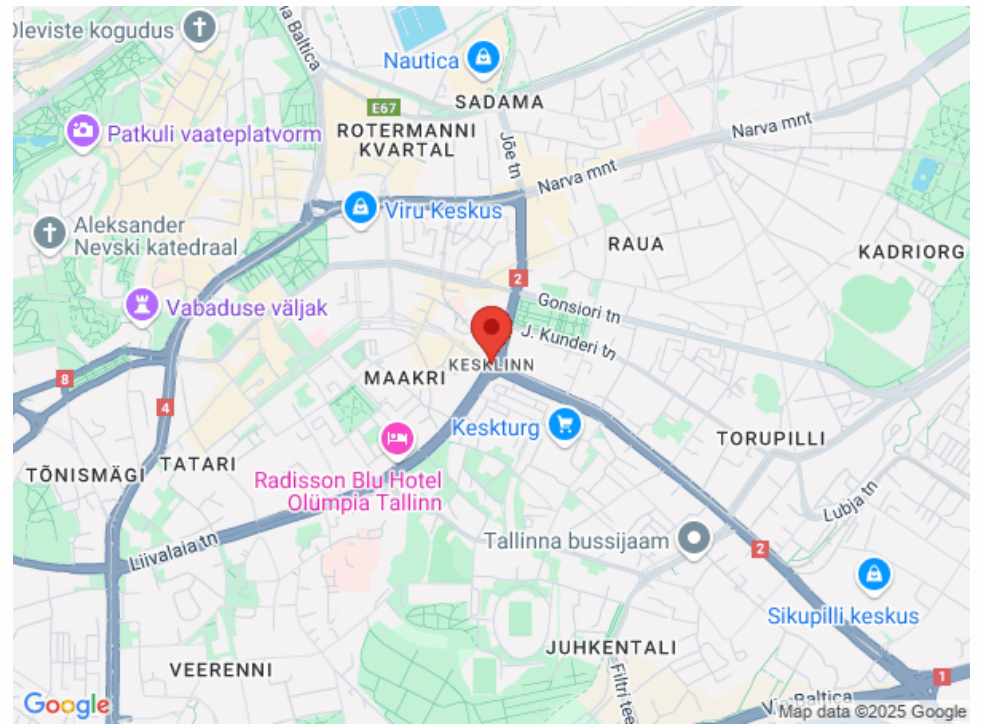 Oleviste kogudus
Via Baltica
Nautica
SADAMA
E67
Patkuli vaateplatvorm
ROTERMANNI
KVARTAL
Jõe tn
Narva mnt
Narva mnt
Aleksander
Nevski katedraal
Viru Keskus
RAUA
KADRIORG
2
Vabaduse väljak
Gonsiori tn
J. Kunderi tn
KESKLINN
8
MAAKRI
4
Keskturg
TORUPILLI
TÕNISMÄGI
TATARI
Radisson Blu Hotel
Olümpia Tallinn
Lubja tn
Liivalaia tn
Tallinna bussijaam
2
Sikupilli keskus
JUHKENTALI
VEERENNI
Filtri tee
1
Via Baltica
Google
Map data ©2025 Google